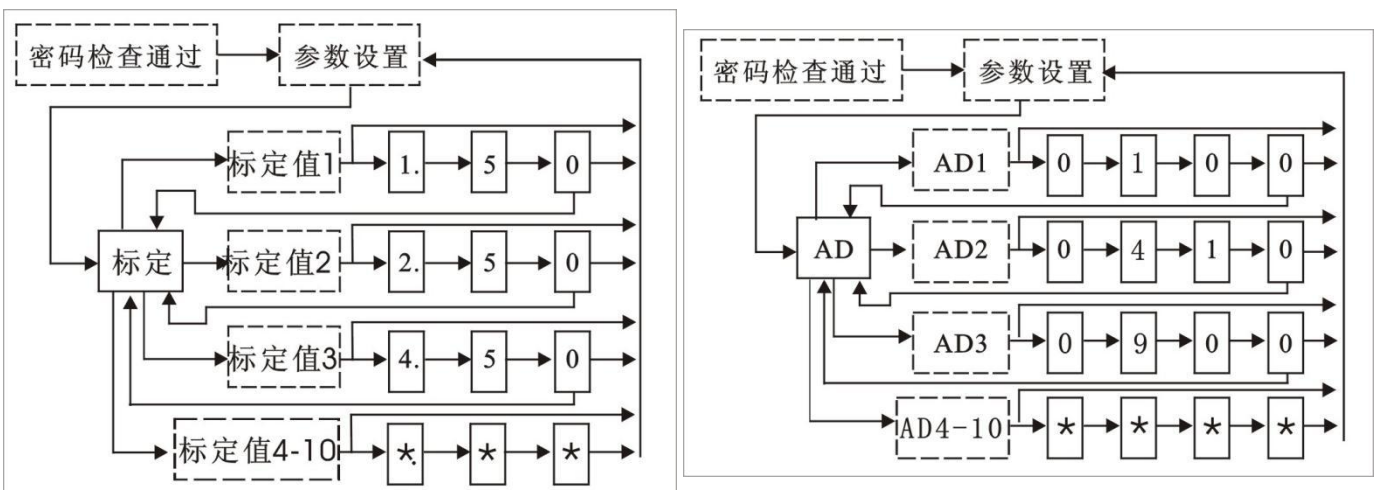 密码检查通过 参数设置
标定值1 1. 5 0
标定 标定值2 2. 5 0
标定值3 4. 5 0
标定值4-10 *. * *
密码检查通过 参数设置
AD1 0 1 0 0
AD AD2 0 4 1 0
AD3 0 9 0 0
AD4-10 * * * *